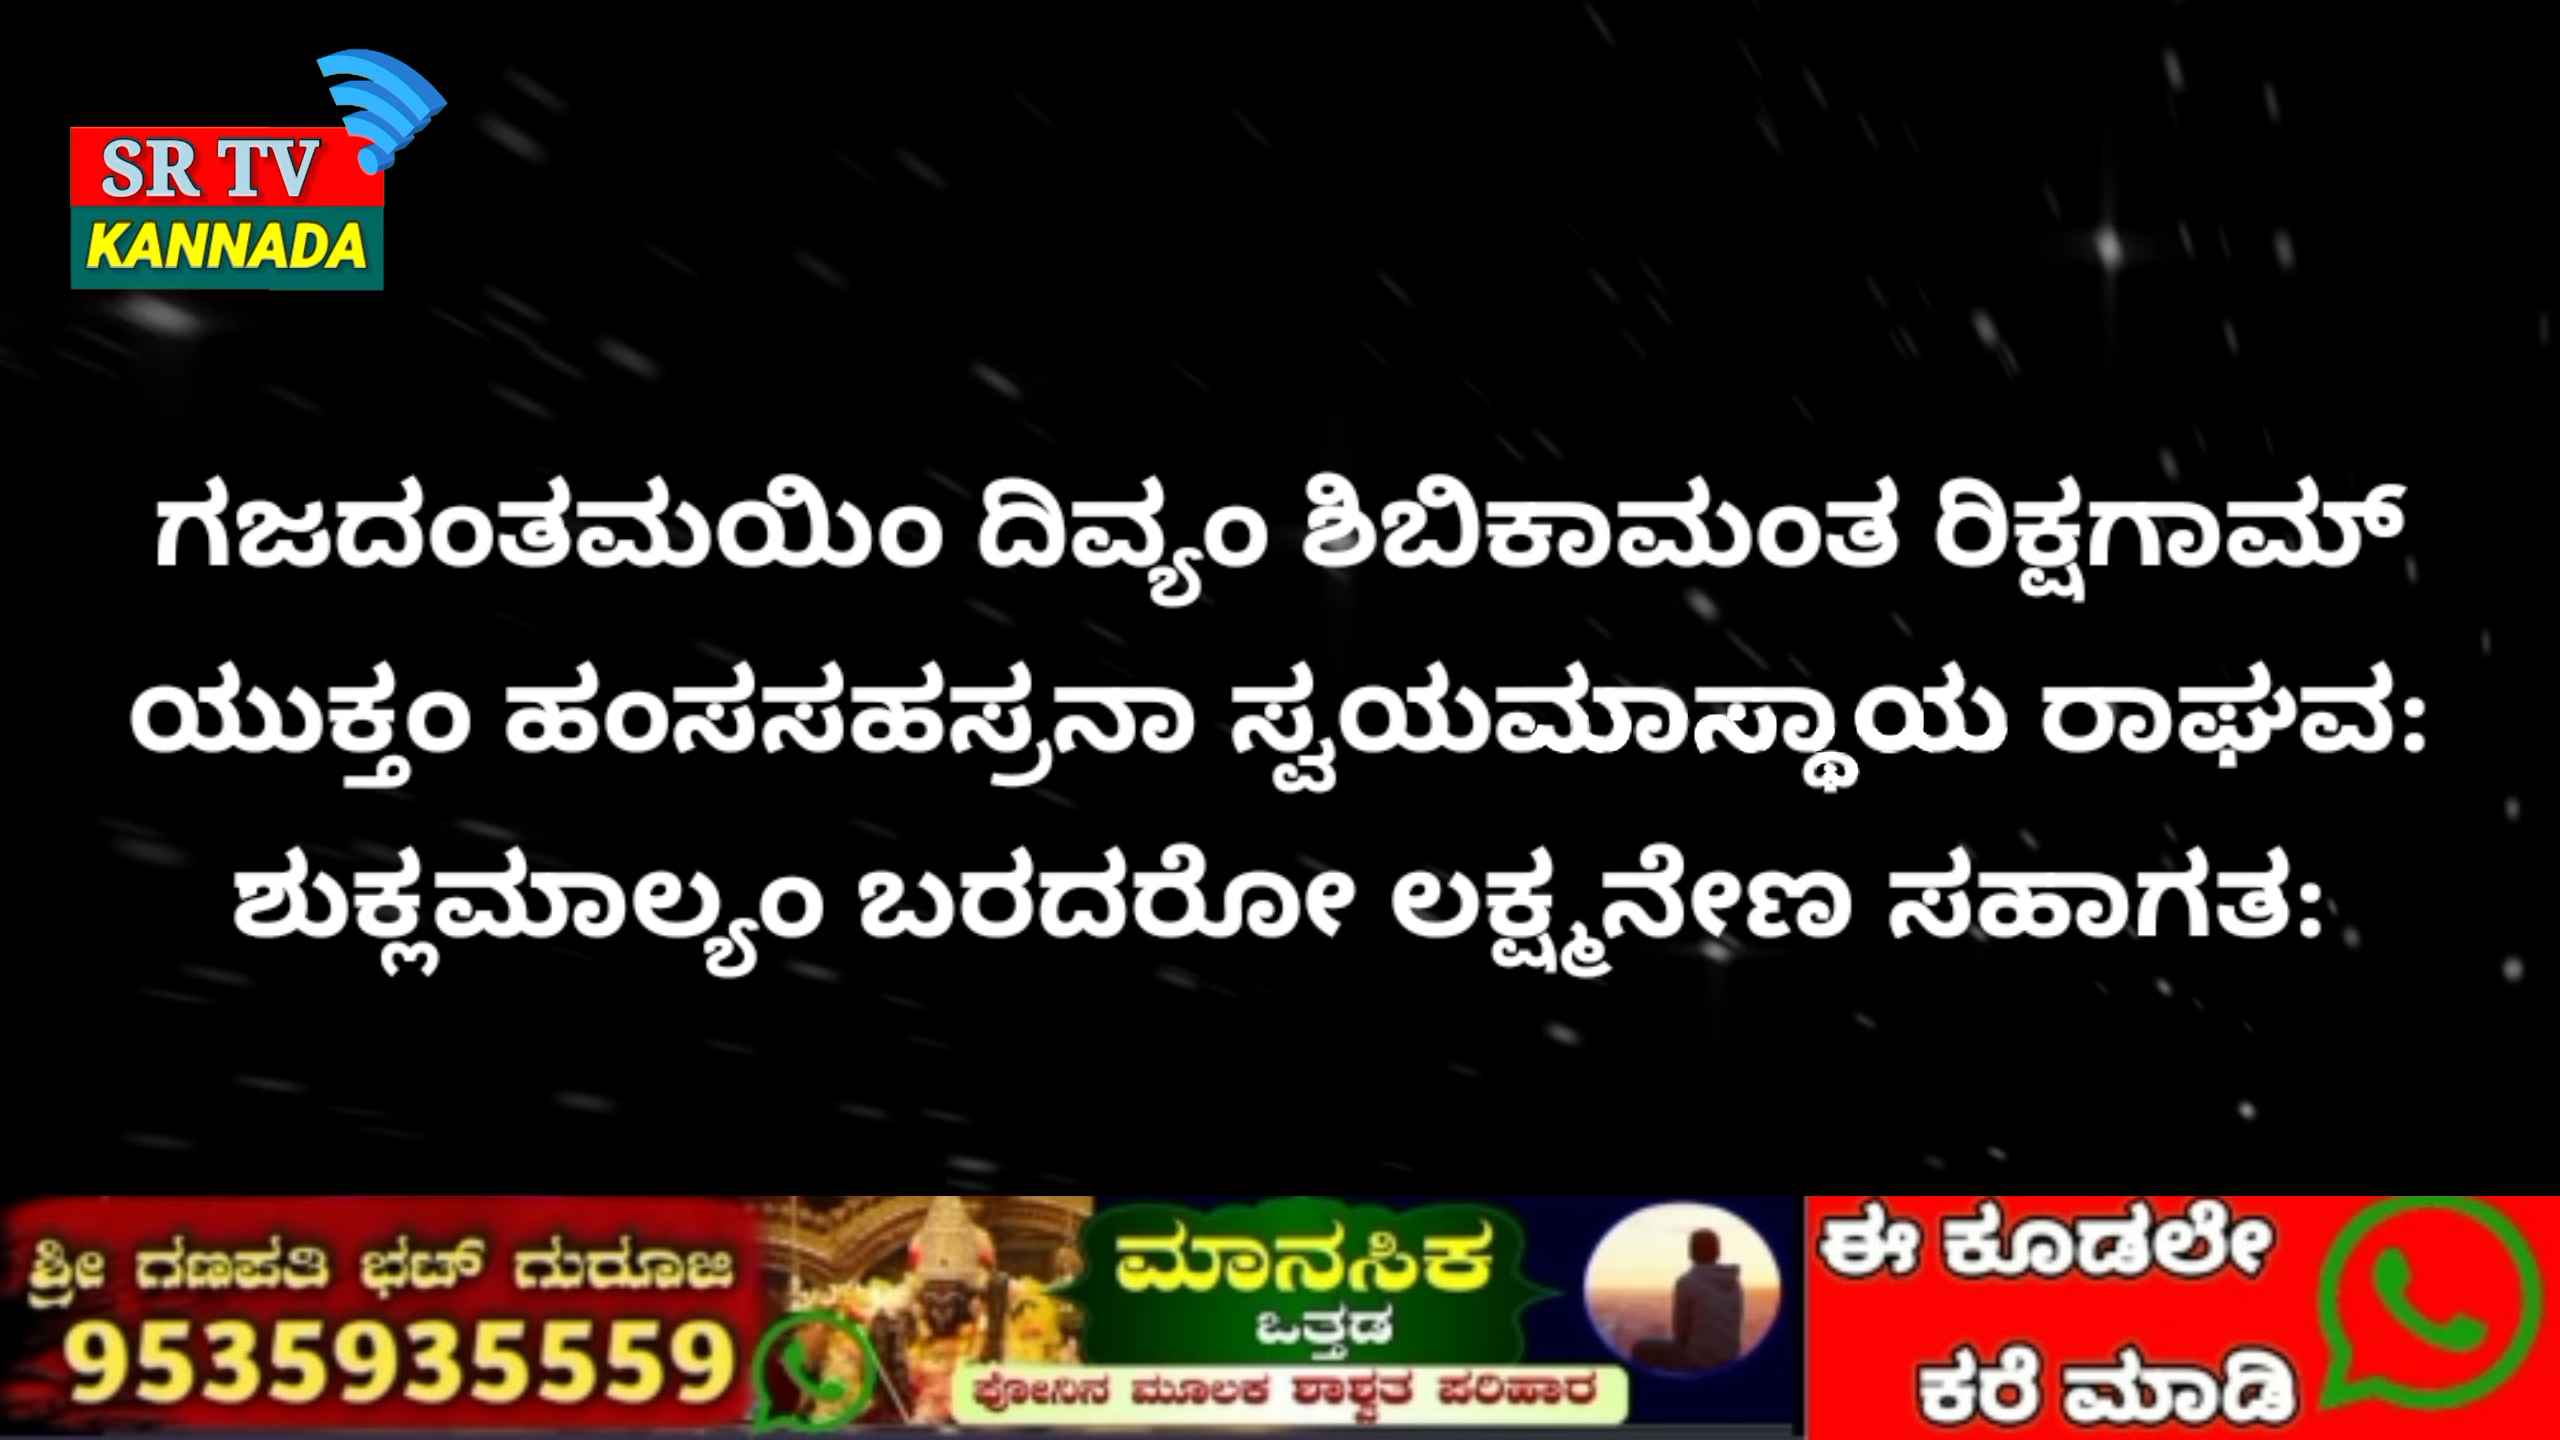 SR TV
KANNADA
ಗಜದಂತಮಯಿಂ ದಿವ್ಯಂ ಶಿಬಿಕಾಮಂತ ರಿಕ್ಷಗಾಮ್
ಯುಕ್ತಂ ಹಂಸಸಹಸ್ರನಾ ಸ್ವಯಮಾಸ್ಥಾಯ ರಾಘವ:
ಶುಕ್ಲಮಾಲ್ಯಂ ಬರದರೋ ಲಕ್ಷ್ಮನೇಣ ಸಹಾಗತ:
ಶ್ರೀ ಗಣಪತಿ ಭಟ್ ಗುರೂಜಿ
9535935559
ಮಾನಸಿಕ
ಒತ್ತಡ
ಫೋನಿನ ಮೂಲಕ ಶಾಶ್ವತ ಪರಿಹಾರ
ಈ ಕೂಡಲೇ
ಕರೆ ಮಾಡಿ